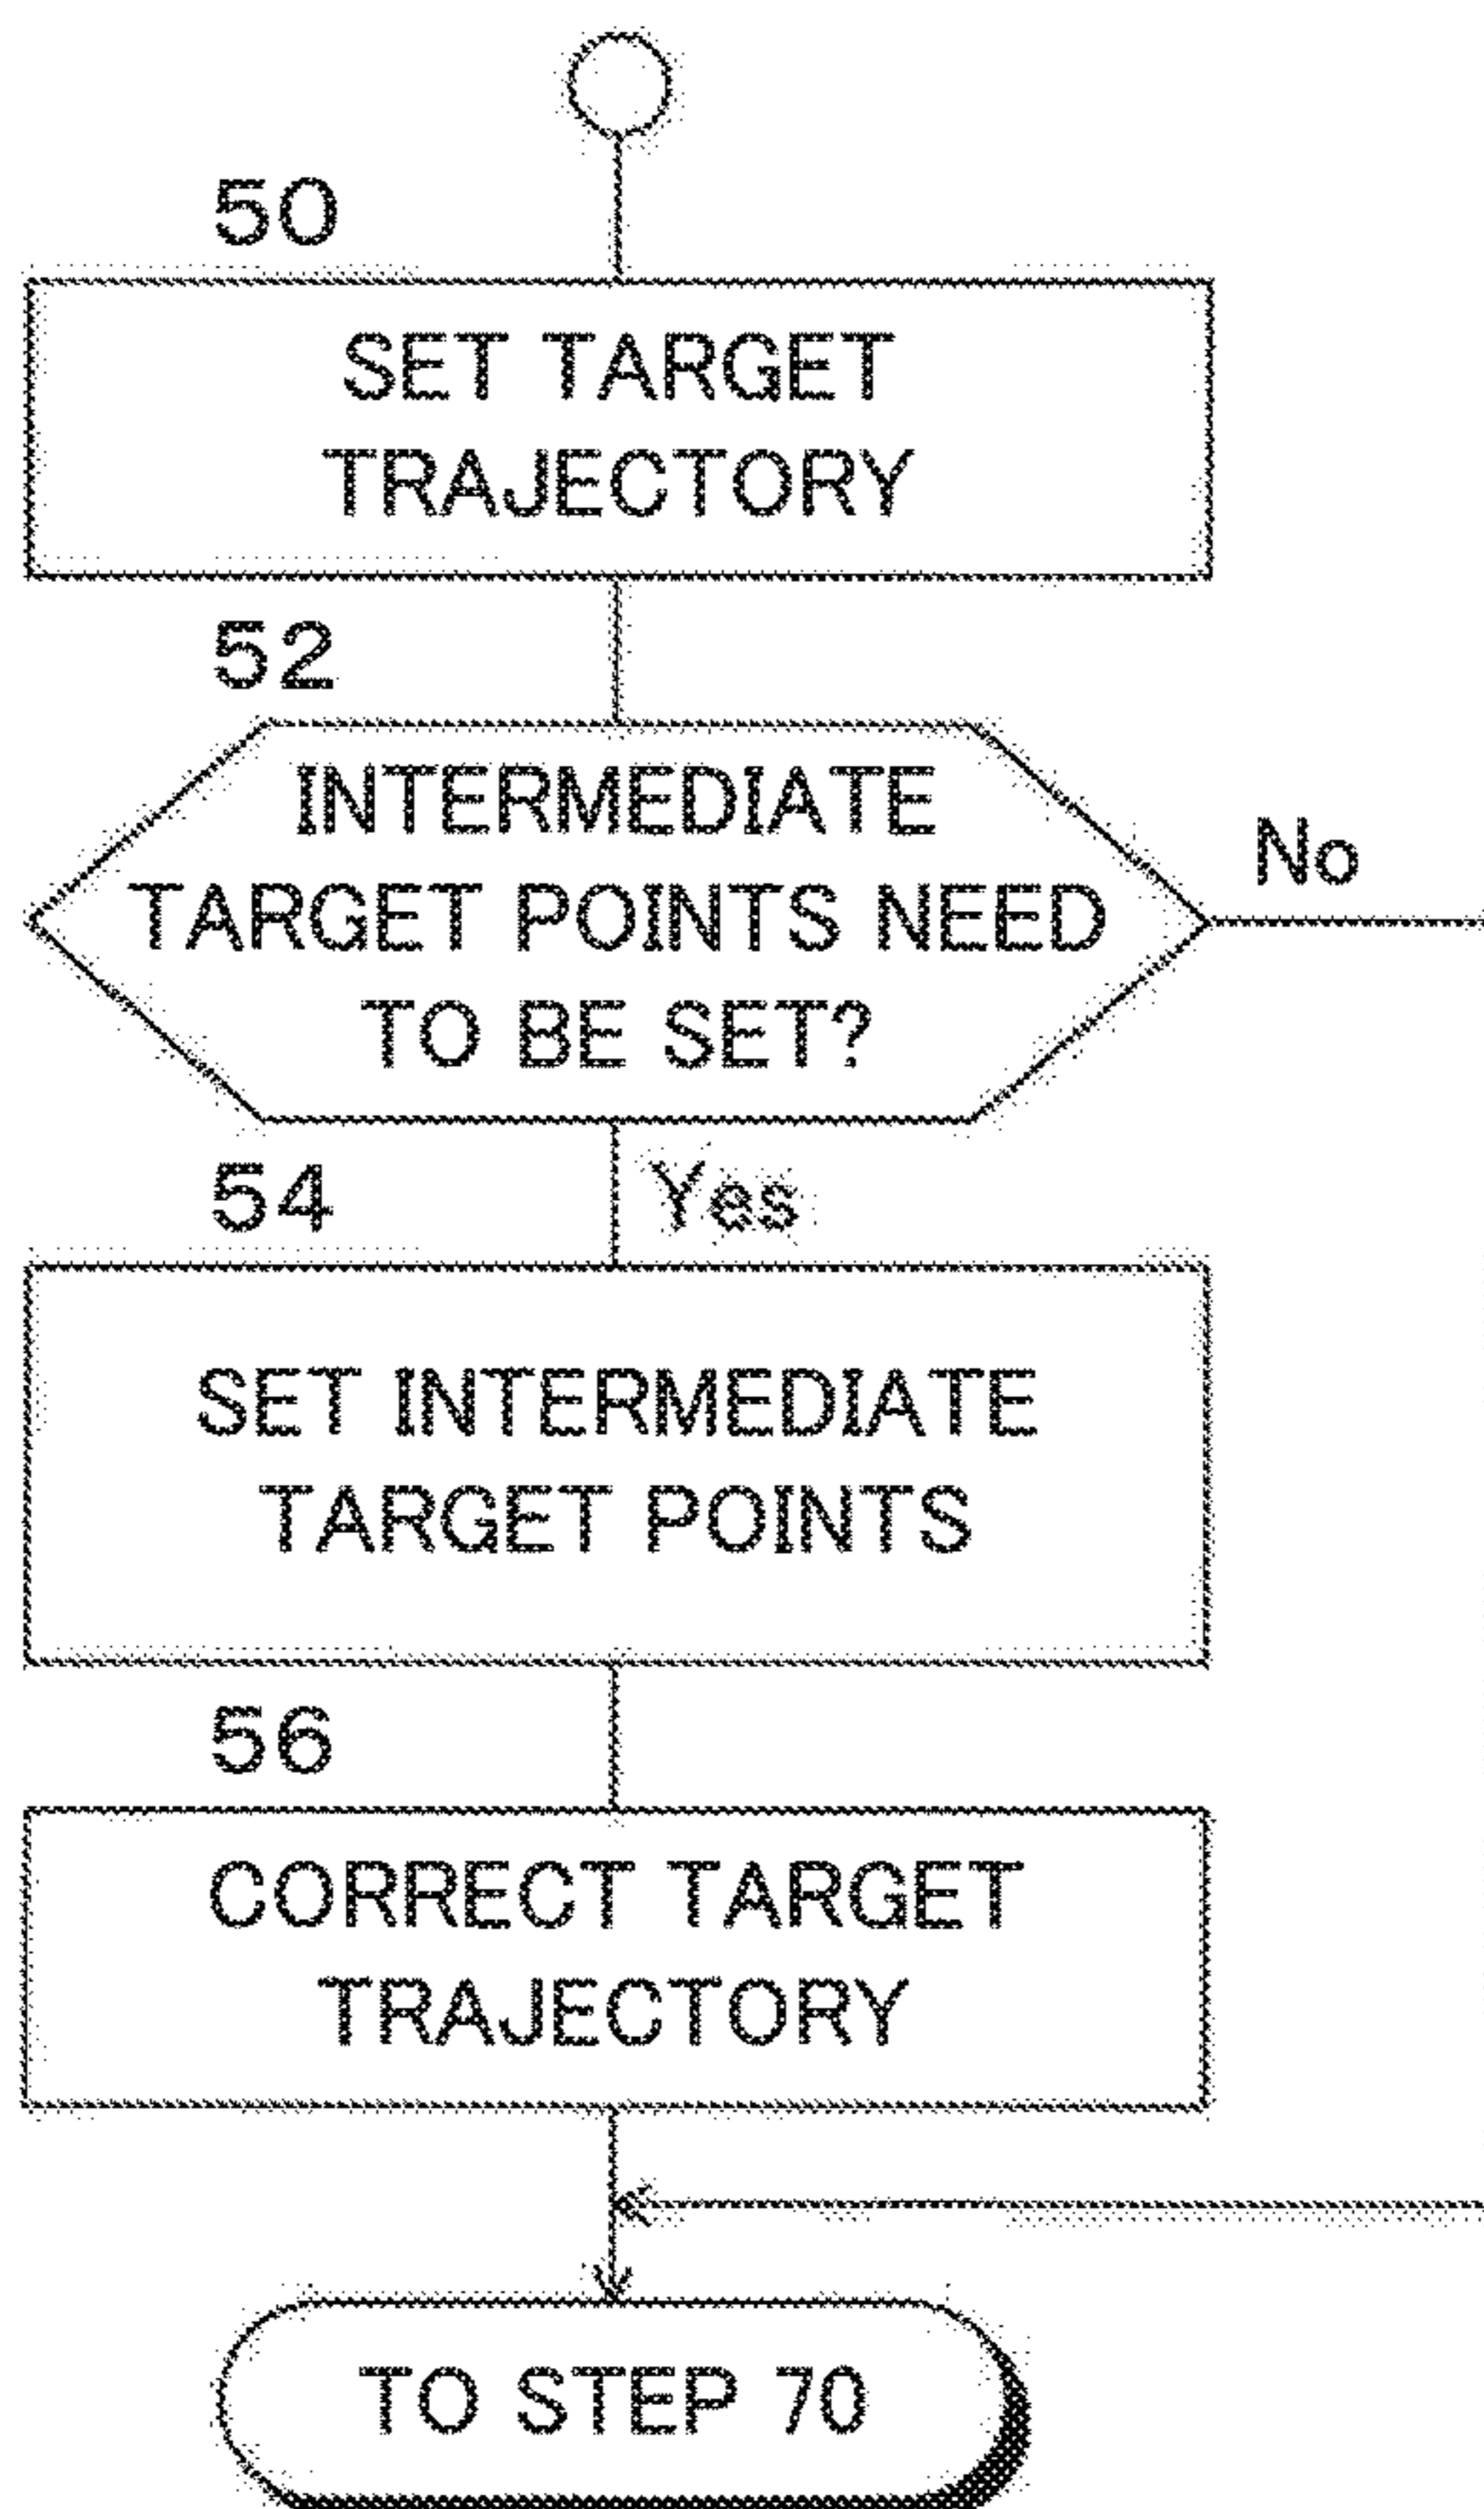 50
SET TARGET
TRAJECTORY
52
INTERMEDIATE
TARGET POINTS NEED
TO BE SET?
No
54
Yes
SET INTERMEDIATE
TARGET POINTS
56
CORRECT TARGET
TRAJECTORY
TO STEP 70